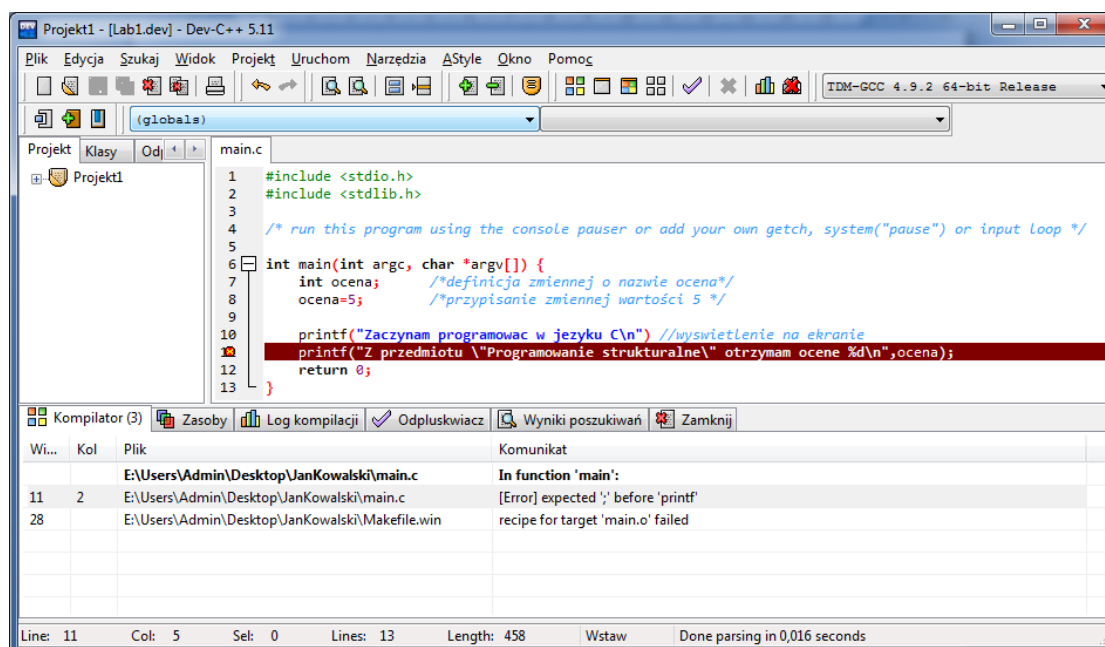 Projekt1 - [Lab1.dev] - Dev-C++ 5.11
Plik Edycja Szukaj Widok Projekt Uruchom Narzędzia AStyle Okno Pomoc
TDM-GCC 4.9.2 64-bit Release
(globals)
Projekt Klasy Odp main.c
Projekt1
1 #include <stdio.h>
2 #include <stdlib.h>
3
4 /* run this program using the console pauser or add your own getch, system("pause") or input loop */
5
6 int main(int argc, char *argv[]) {
7 int ocena; /*definicja zmiennej o nazwie ocena*/
8 ocena=5; /*przypisanie zmiennej wartości 5 */
9
10 printf("Zaczynam programowac w jezyku C\n") //wyswietlenie na ekranie
printf("Z przedmiotu \"Programowanie strukturalne\" otrzymam ocene %d\n",ocena);
12 return 0;
13 }
Kompilator (3) Zasoby Log kompilacji Odpluskwiacz Wyniki poszukiwań Zamknij
Wi... Kol Plik Komunikat
E:\Users\Admin\Desktop\JanKowalski\main.c In function 'main':
11 2 E:\Users\Admin\Desktop\JanKowalski\main.c [Error] expected ';' before 'printf'
28 E:\Users\Admin\Desktop\JanKowalski\Makefile.win recipe for target 'main.o' failed
Line: 11 Col: 5 Sel: 0 Lines: 13 Length: 458 Wstaw Done parsing in 0,016 seconds